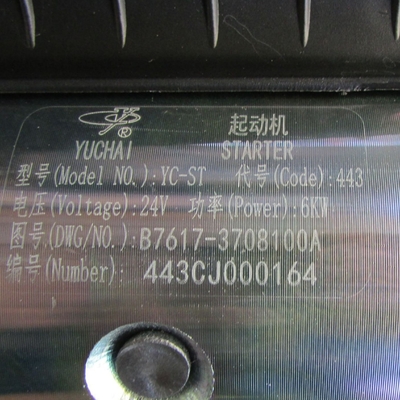 ® 起动机
YUCHAI STARTER
型号(Model NO.):YC-ST 代号(Code):443
电压(Voltage):24V 功率(Power):6KW
图号(DWG/NO.):B7617-3708100A
编号(Number): 443CJ000164